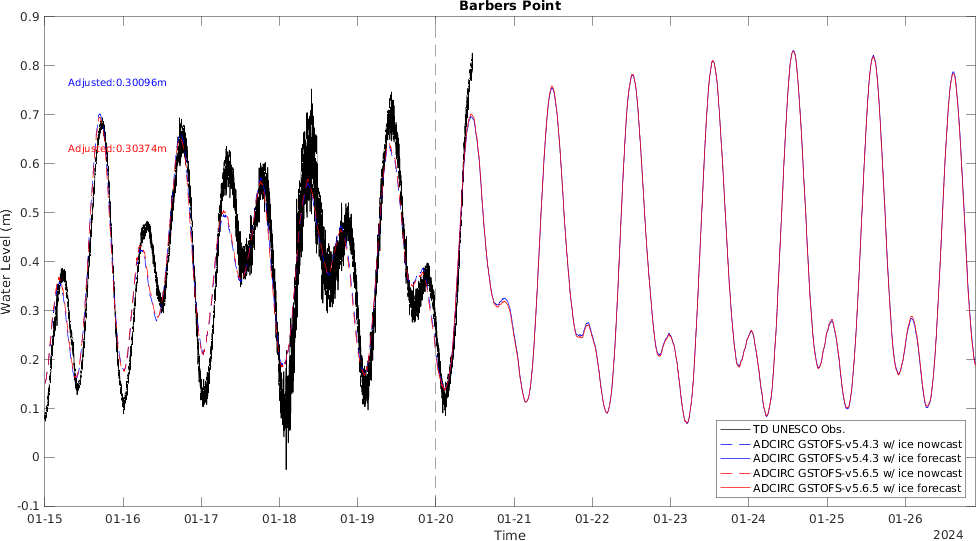 Barbers Point
0.9
0.8
0.7
0.6
0.5
0.4
0.3
0.2
0.1
0
-0.1
Water Level (m)
Adjusted:0.30096m
Adjusted:0.30374m
TD UNESCO Obs.
ADCIRC GSTOFS-v5.4.3 w/ ice nowcast
ADCIRC GSTOFS-v5.4.3 w/ ice forecast
ADCIRC GSTOFS-v5.6.5 w/ ice nowcast
ADCIRC GSTOFS-v5.6.5 w/ ice forecast
01-15 01-16 01-17 01-18 01-19 01-20 01-21 01-22 01-23 01-24 01-25 01-26
Time
2024